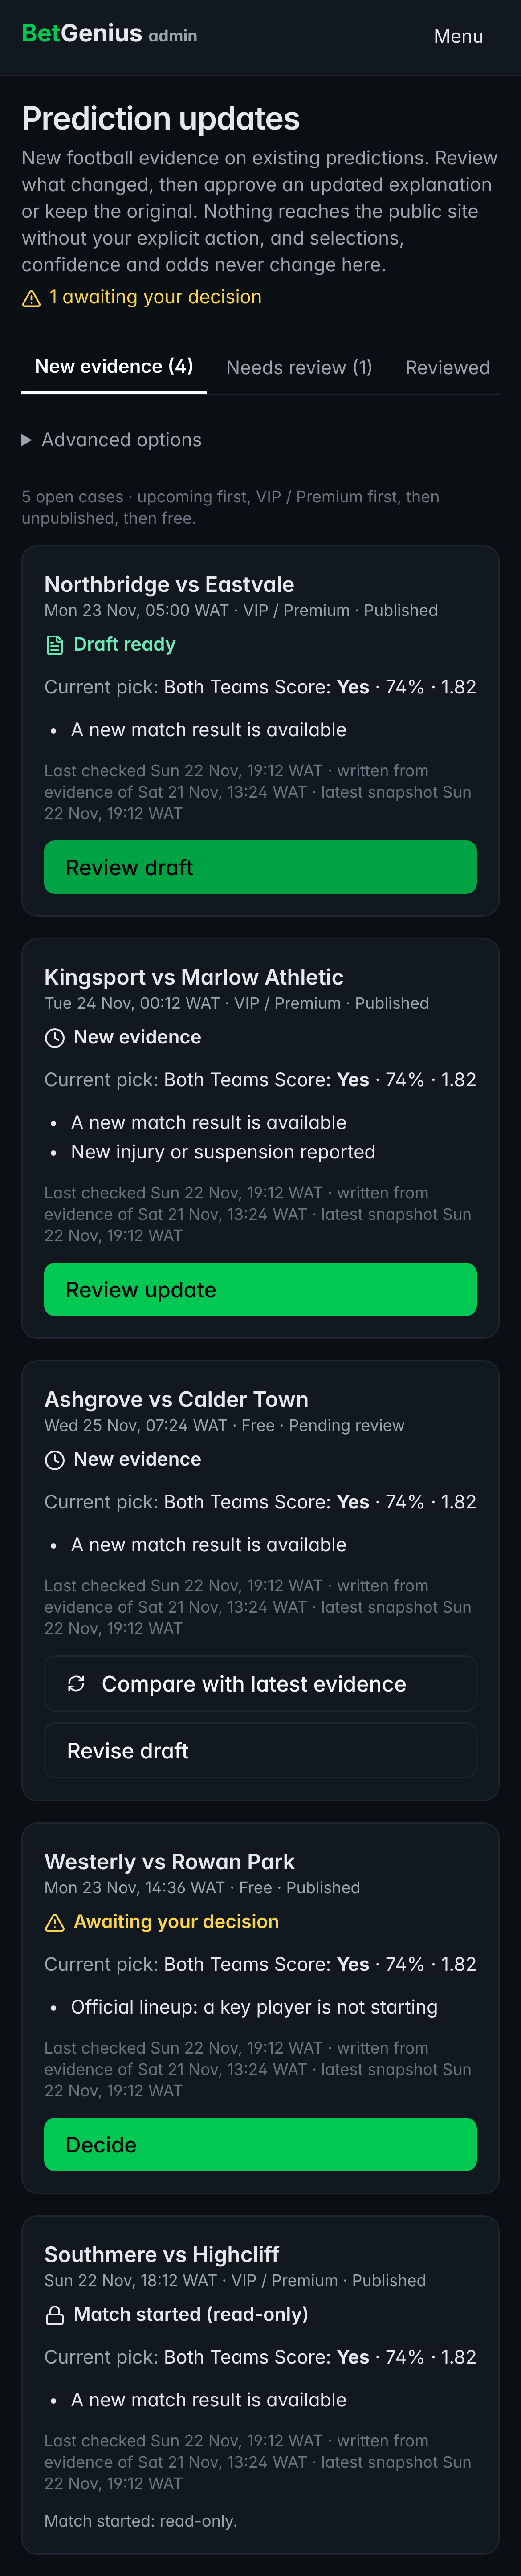 BetGenius admin
Menu
Prediction updates
New football evidence on existing predictions. Review
what changed, then approve an updated explanation
or keep the original. Nothing reaches the public site
without your explicit action, and selections,
confidence and odds never change here.
1 awaiting your decision
New evidence (4)
Needs review (1)
Reviewed
Advanced options
5 open cases · upcoming first, VIP / Premium first, then
unpublished, then free.
Northbridge vs Eastvale
Mon 23 Nov, 05:00 WAT · VIP / Premium · Published
Draft ready
Current pick: Both Teams Score: Yes · 74% · 1.82
• A new match result is available
Last checked Sun 22 Nov, 19:12 WAT · written from
evidence of Sat 21 Nov, 13:24 WAT · latest snapshot Sun
22 Nov, 19:12 WAT
Review draft
Kingsport vs Marlow Athletic
Tue 24 Nov, 00:12 WAT · VIP / Premium · Published
New evidence
Current pick: Both Teams Score: Yes · 74% · 1.82
• A new match result is available
• New injury or suspension reported
Last checked Sun 22 Nov, 19:12 WAT · written from
evidence of Sat 21 Nov, 13:24 WAT · latest snapshot Sun
22 Nov, 19:12 WAT
Review update
Ashgrove vs Calder Town
Wed 25 Nov, 07:24 WAT · Free · Pending review
New evidence
Current pick: Both Teams Score: Yes · 74% · 1.82
• A new match result is available
Last checked Sun 22 Nov, 19:12 WAT · written from
evidence of Sat 21 Nov, 13:24 WAT · latest snapshot Sun
22 Nov, 19:12 WAT
Compare with latest evidence
Revise draft
Westerly vs Rowan Park
Mon 23 Nov, 14:36 WAT · Free · Published
Awaiting your decision
Current pick: Both Teams Score: Yes · 74% · 1.82
• Official lineup: a key player is not starting
Last checked Sun 22 Nov, 19:12 WAT · written from
evidence of Sat 21 Nov, 13:24 WAT · latest snapshot Sun
22 Nov, 19:12 WAT
Decide
Southmere vs Highcliff
Sun 22 Nov, 18:12 WAT · VIP / Premium · Published
Match started (read-only)
Current pick: Both Teams Score: Yes · 74% · 1.82
• A new match result is available
Last checked Sun 22 Nov, 19:12 WAT · written from
evidence of Sat 21 Nov, 13:24 WAT · latest snapshot Sun
22 Nov, 19:12 WAT
Match started: read-only.